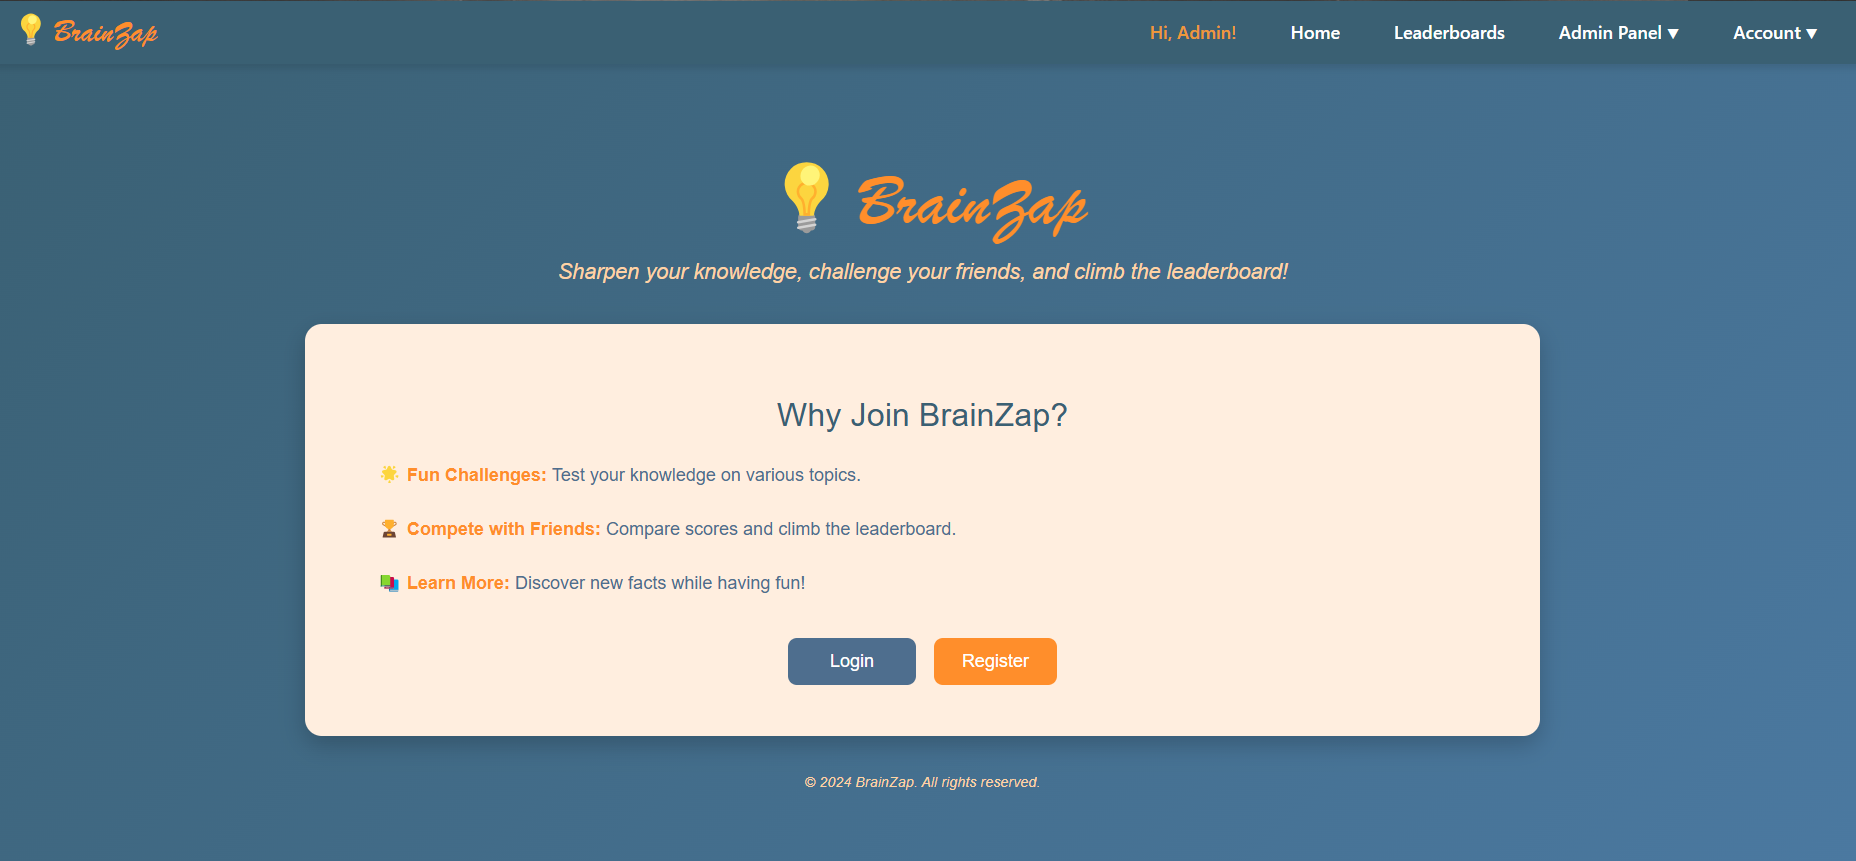 BrainZap
Hi, Admin!
Home
Leaderboards
Admin Panel ▼
Account ▼
BrainZap
Sharpen your knowledge, challenge your friends, and climb the leaderboard!
Why Join BrainZap?
Fun Challenges: Test your knowledge on various topics.
Compete with Friends: Compare scores and climb the leaderboard.
Learn More: Discover new facts while having fun!
Login
Register
© 2024 BrainZap. All rights reserved.